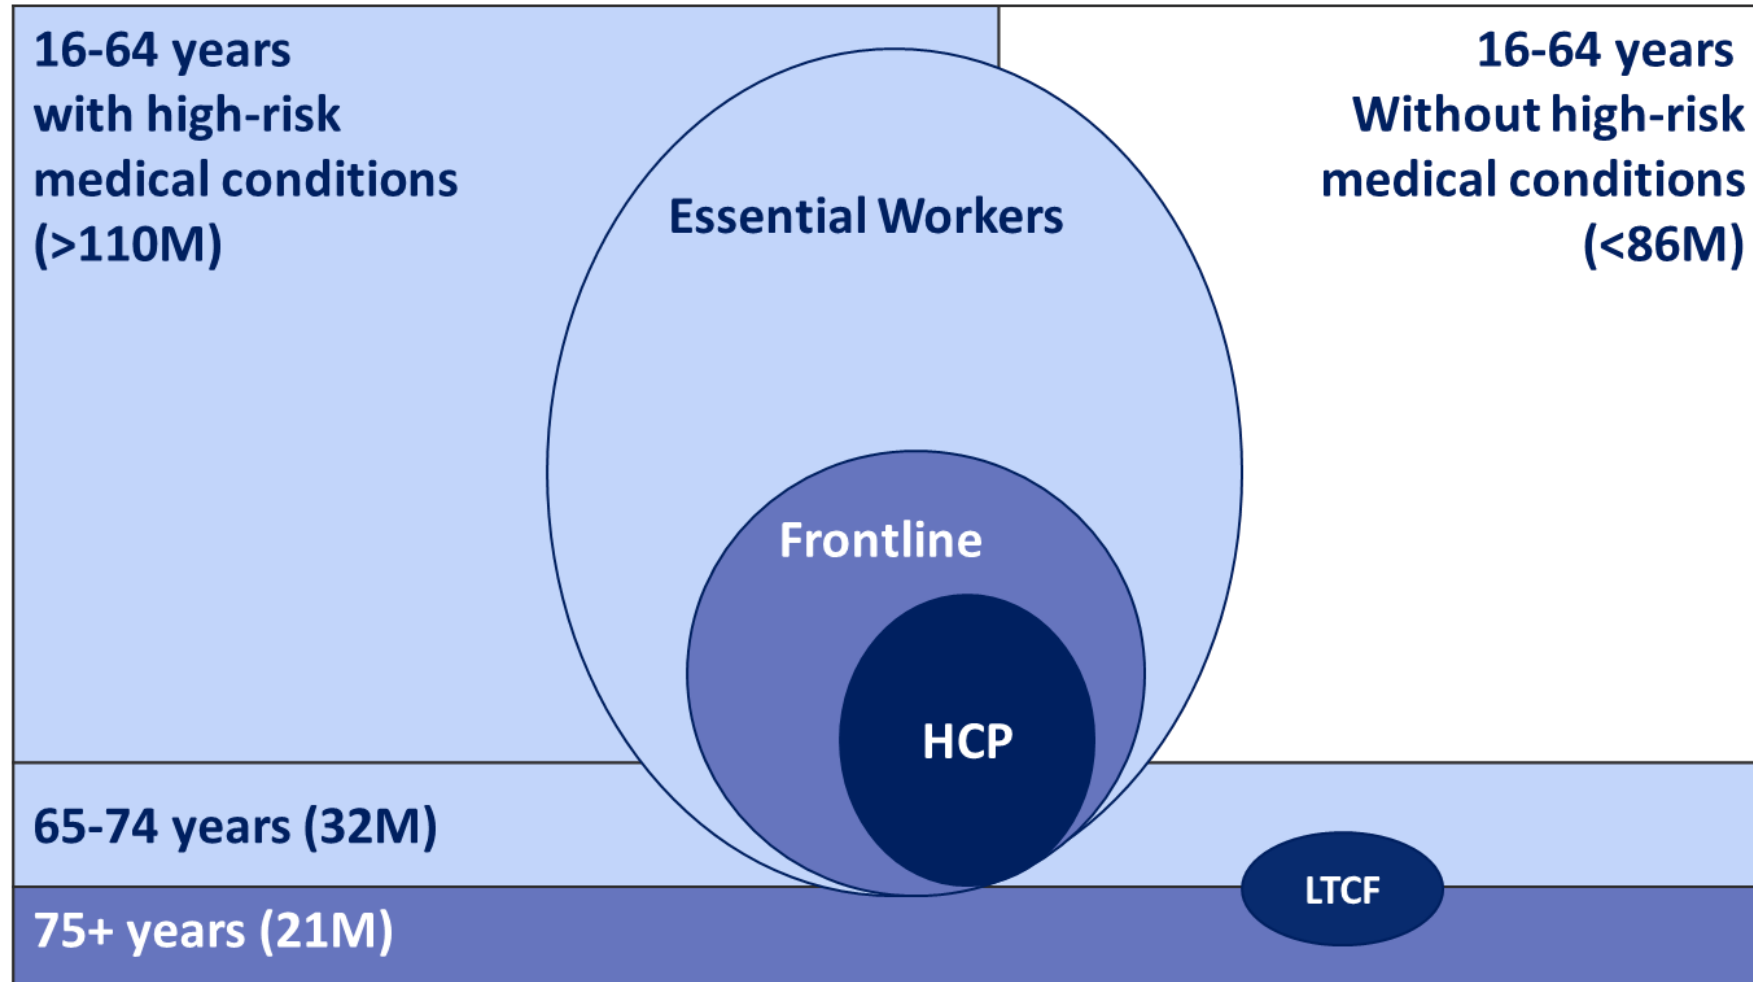 16-64 years
with high-risk
medical conditions
(>110M)
16-64 years
Without high-risk
medical conditions
(<86M)
Essential Workers
Frontline
HCP
65-74 years (32M)
LTCF
75+ years (21M)